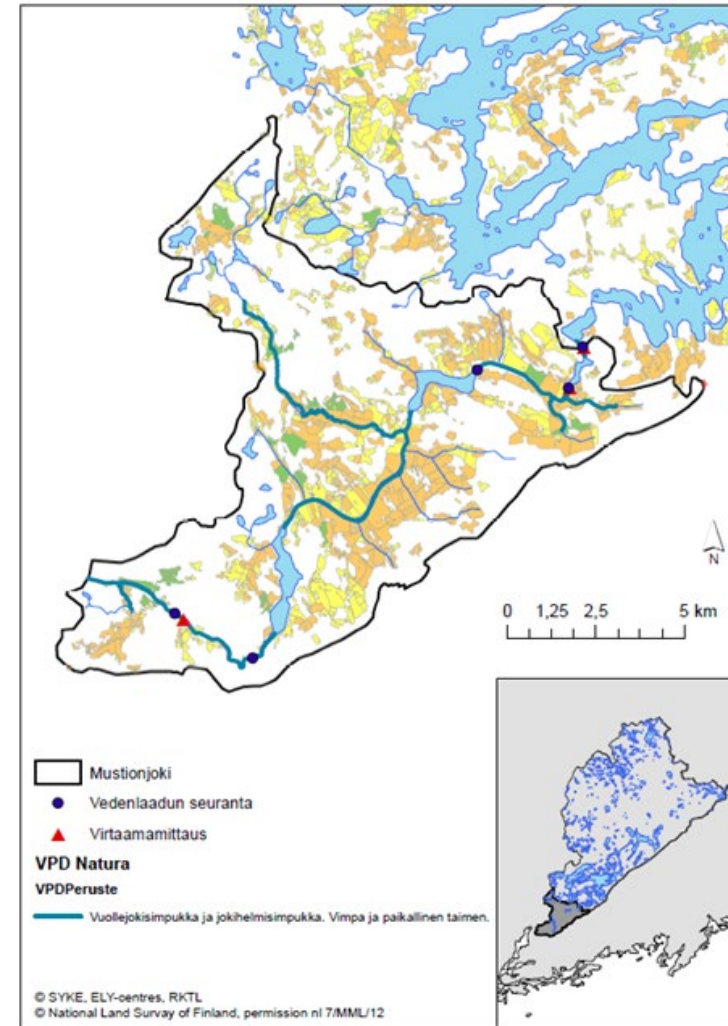 N
0 1,25 2,5 5 km
Mustionjoki
Vedenlaadun seuranta
Virtaamamittaus
VPD Natura
VPDPeruste
Vuollejokisimpukka ja jokihelmisimpukka. Vimpa ja paikallinen taimen.
© SYKE, ELY-centres, RKTL
© National Land Survay of Finland, permission nl 7/MML/12